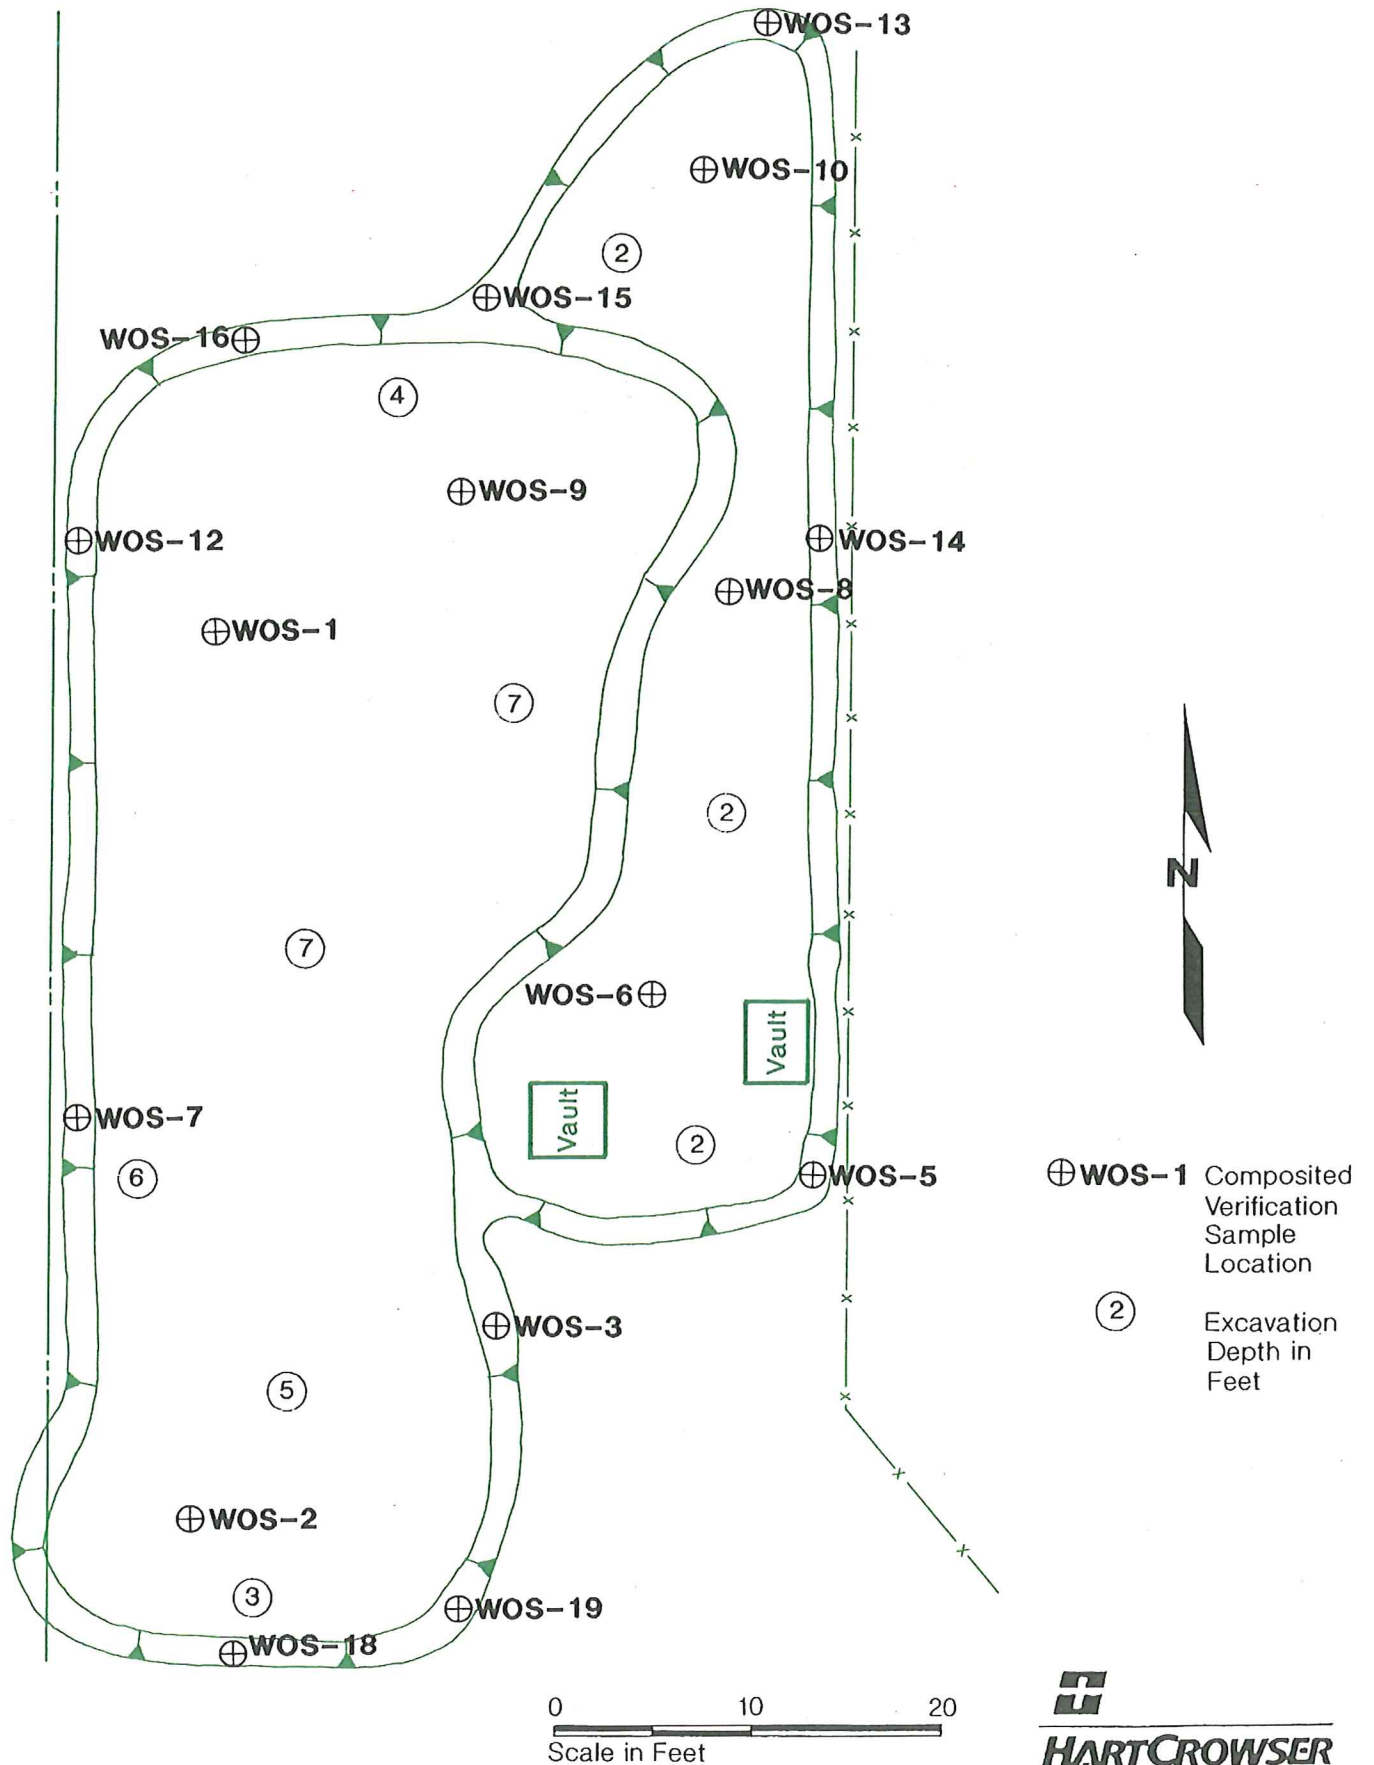 WOS-13
WOS-10
2
WOS-15
WOS-16
4
WOS-9
WOS-12
WOS-14
WOS-8
WOS-1
7
2
N
7
WOS-6
Vault
Vault
WOS-7
2
6
WOS-5
WOS-1 Composited
Verification
Sample
Location
2
Excavation
Depth in
Feet
WOS-3
5
WOS-2
3
WOS-19
WOS-18
0 10 20
Scale in Feet
HARTCROWSER